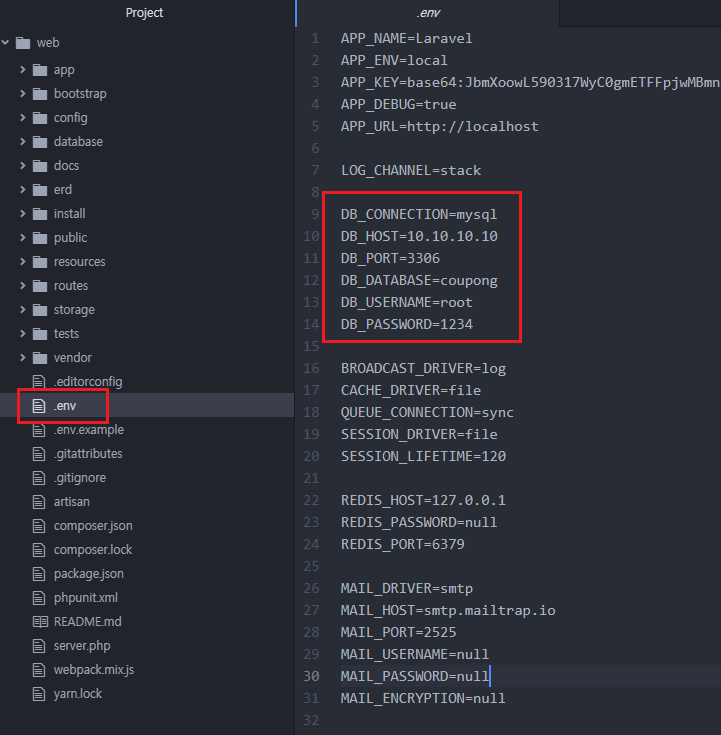 Project
web
app
bootstrap
config
database
docs
erd
install
public
resources
routes
storage
tests
vendor
.editorconfig
.env
.env.example
.gitattributes
.gitignore
artisan
composer.json
composer.lock
package.json
phpunit.xml
README.md
server.php
webpack.mix.js
yarn.lock
.env
1 APP_NAME=Laravel
2 APP_ENV=local
3 APP_KEY=base64:JbmXoowL590317WyC0gmETFFpjwMBmn
4 APP_DEBUG=true
5 APP_URL=http://localhost
6
7 LOG_CHANNEL=stack
8
9 DB_CONNECTION=mysql
10 DB_HOST=10.10.10.10
11 DB_PORT=3306
12 DB_DATABASE=coupong
13 DB_USERNAME=root
14 DB_PASSWORD=1234
15
16 BROADCAST_DRIVER=log
17 CACHE_DRIVER=file
18 QUEUE_CONNECTION=sync
19 SESSION_DRIVER=file
20 SESSION_LIFETIME=120
21
22 REDIS_HOST=127.0.0.1
23 REDIS_PASSWORD=null
24 REDIS_PORT=6379
25
26 MAIL_DRIVER=smtp
27 MAIL_HOST=smtp.mailtrap.io
28 MAIL_PORT=2525
29 MAIL_USERNAME=null
30 MAIL_PASSWORD=null
31 MAIL_ENCRYPTION=null
32